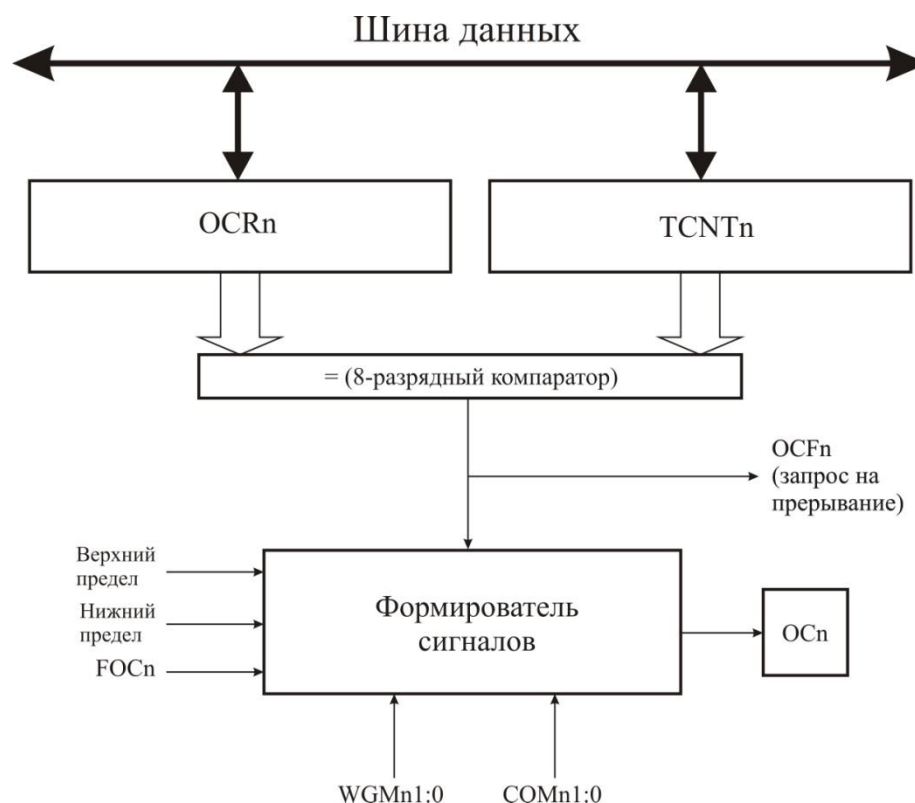 Шина данных
OCRn
TCNTn
= (8-разрядный компаратор)
OCFn
(запрос на
прерывание)
Верхний
предел
Нижний
предел
FOCn
Формирователь
сигналов
OCn
WGMn1:0
COMn1:0